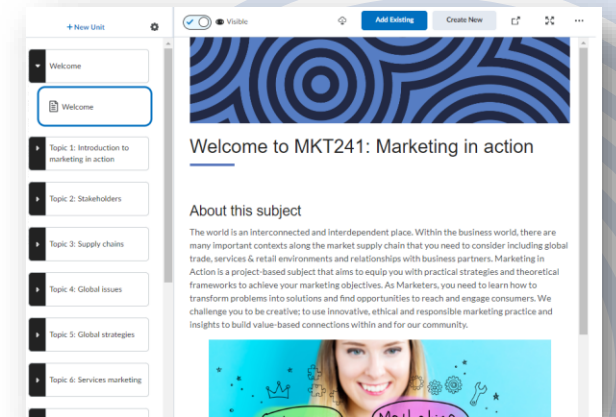 + New Unit
Visible
Add Existing
Create New
Welcome
Welcome
Topic 1: Introduction to
marketing in action
Topic 2: Stakeholders
Topic 3: Supply chains
Topic 4: Global issues
Topic 5: Global strategies
Topic 6: Services marketing
Welcome to MKT241: Marketing in action
About this subject
The world is an interconnected and interdependent place. Within the business world, there are
many important contexts along the market supply chain that you need to consider including global
trade, services & retail environments and relationships with business partners. Marketing in
Action is a project-based subject that aims to equip you with practical strategies and theoretical
frameworks to achieve your marketing objectives. As Marketers, you need to learn how to
transform problems into solutions and find opportunities to reach and engage consumers. We
challenge you to be creative; to use innovative, ethical and responsible marketing practice and
insights to build value-based connections within and for our community.
Marketing